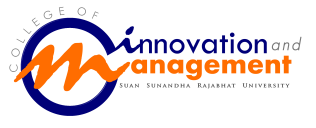 COLLEGE OF
innovation and
management
SUAN SUNANDHA RAJABHAT UNIVERSITY